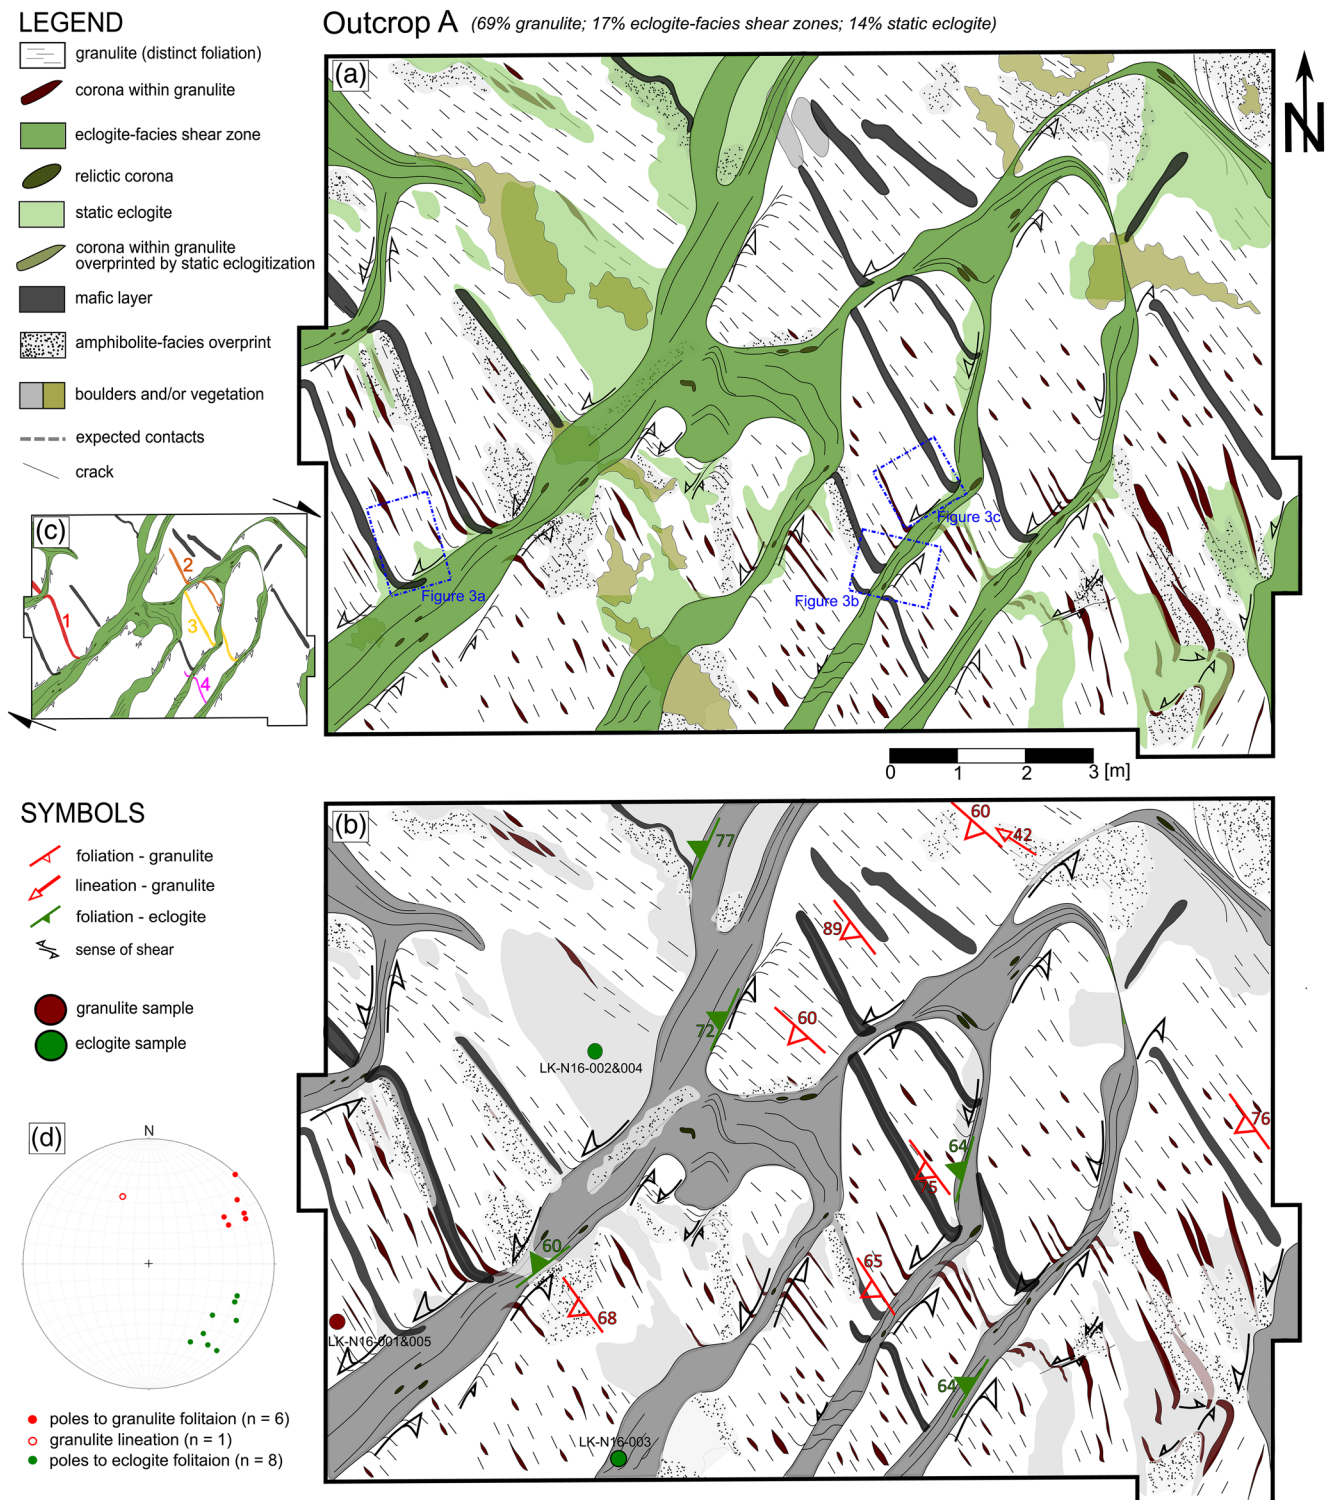 LEGEND
granulite (distinct foliation)
corona within granulite
eclogite-facies shear zone
relictic corona
static eclogite
corona within granulite
overprinted by static eclogitization
mafic layer
amphibolite-facies overprint
boulders and/or vegetation
expected contacts
crack
Outcrop A (69% granulite; 17% eclogite-facies shear zones; 14% static eclogite)
(a)
N
Figure 3a
Figure 3b
Figure 3c
0 1 2 3 [m]
(c)
1
2
3
4
SYMBOLS
foliation - granulite
lineation - granulite
foliation - eclogite
sense of shear
granulite sample
eclogite sample
(b)
77
60
42
89
72
60
LK-N16-002&004
76
64
75
60
65
68
LK-N16-001&005
64
LK-N16-003
(d)
N
poles to granulite folitaion (n = 6)
granulite lineation (n = 1)
poles to eclogite folitaion (n = 8)